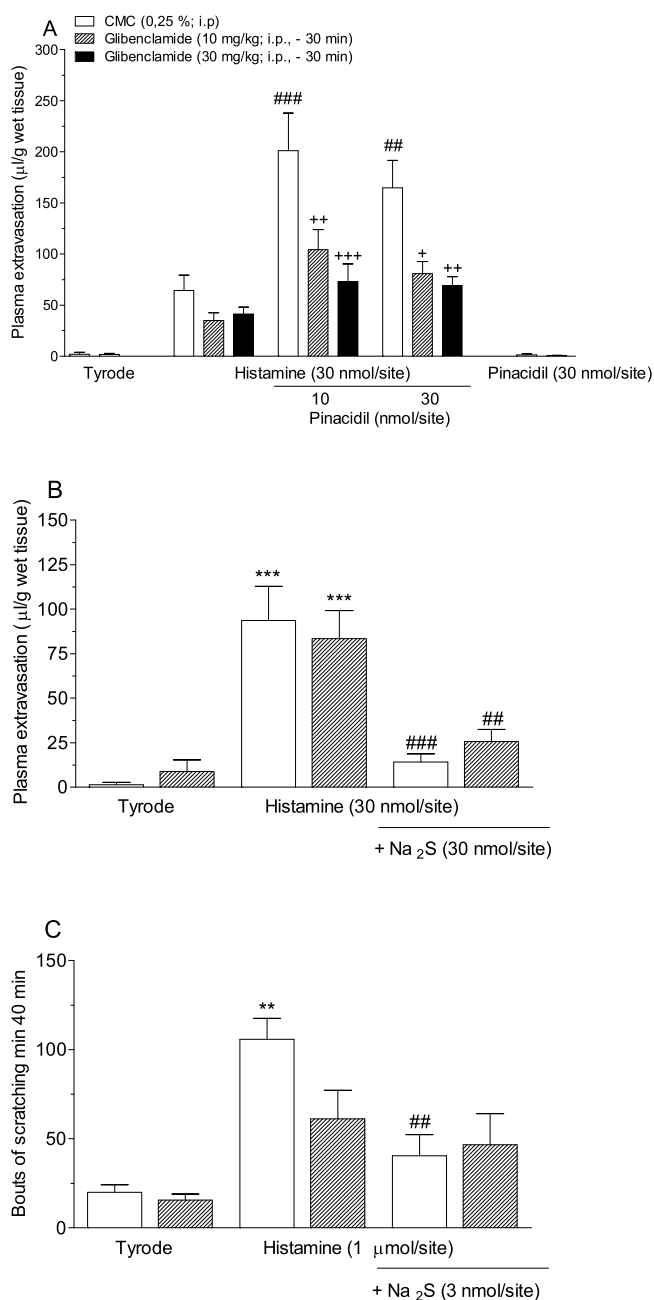 A
CMC (0,25 %; i.p)
Glibenclamide (10 mg/kg; i.p., - 30 min)
Glibenclamide (30 mg/kg; i.p., - 30 min)
Plasma extravasation (μl/g wet tissue)
300
250
200
150
100
50
0
###
++
+++
##
+
++
Tyrode
Histamine (30 nmol/site)
Pinacidil (30 nmol/site)
10
30
Pinacidil (nmol/site)
B
Plasma extravasation ( μl/g wet tissue)
150
125
100
75
50
25
0
***
***
###
##
Tyrode
Histamine (30 nmol/site)
+ Na 2S (30 nmol/site)
C
Bouts of scratching min 40 min
150
100
50
0
**
##
Tyrode
Histamine (1 μmol/site)
+ Na 2S (3 nmol/site)